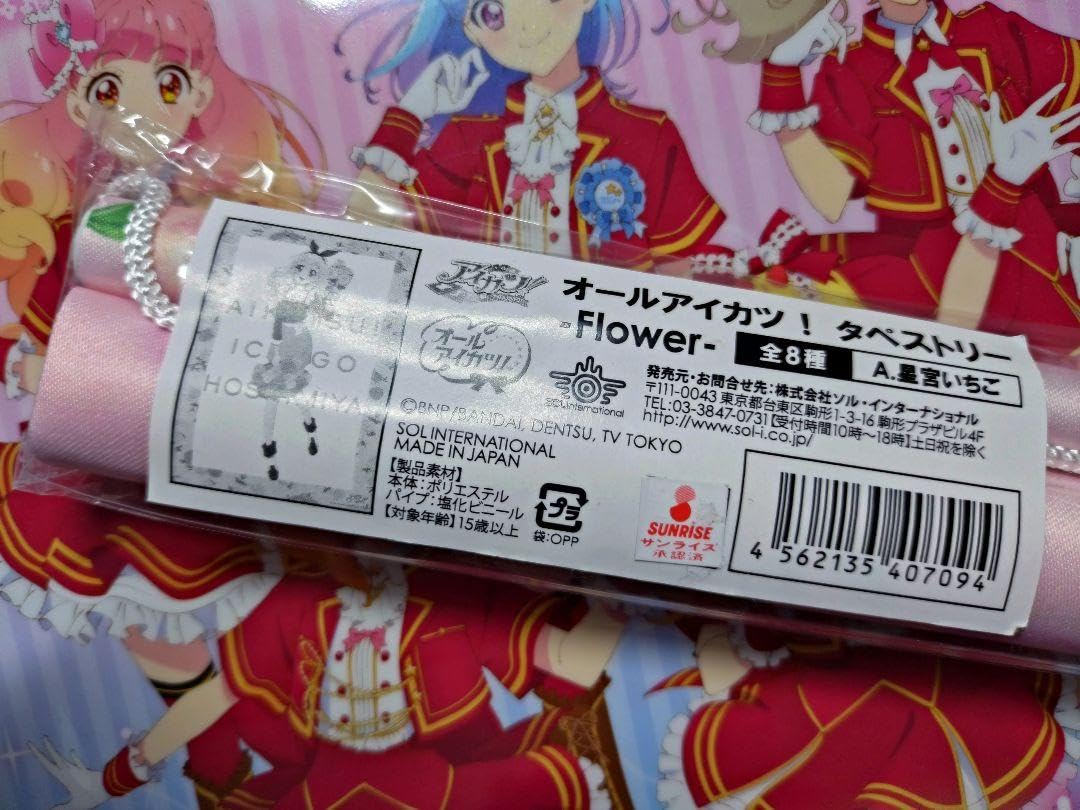 AIKATSU!
ICHIGO
HOSHIMIYA
アイカツ!
オールアイカツ!
オールアイカツ! タペストリー
-Flower-
全8種
A.星宮いちご
SOL International
発売元・お問合せ先:株式会社ソル・インターナショナル
〒111-0043 東京都台東区駒形1-3-16 駒形プラザビル4F
TEL:03-3847-0731【受付時間10時〜18時】土日祝を除く
http://www.sol-i.co.jp/
©BNP/BANDAI, DENTSU, TV TOKYO
SOL INTERNATIONAL
MADE IN JAPAN
【製品素材】
本体:ポリエステル
パイプ:塩化ビニール
【対象年齢】15歳以上
プラ
袋:OPP
SUNRISE
サンライズ
承認済
4 562135 407094